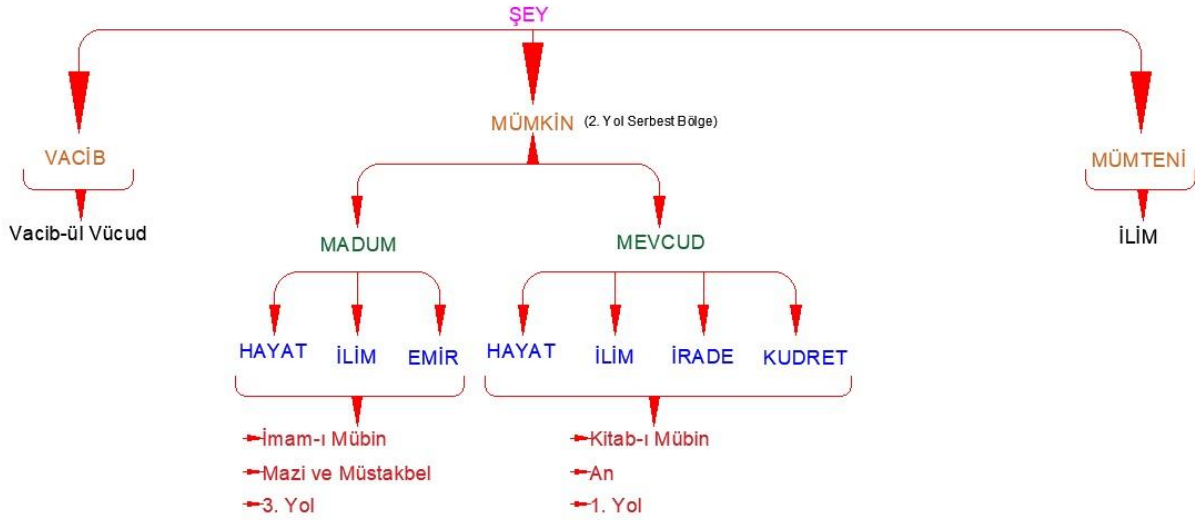 ŞEY
MÜMKİN (2. Yol Serbest Bölge)
VACİB
MÜMTENİ
Vacib-ül Vücud
İLİM
MADUM
MEVCUD
HAYAT İLİM EMİR
HAYAT İLİM İRADE KUDRET
İmam-ı Mübin
Mazi ve Müstakbel
3. Yol
Kitab-ı Mübin
An
1. Yol